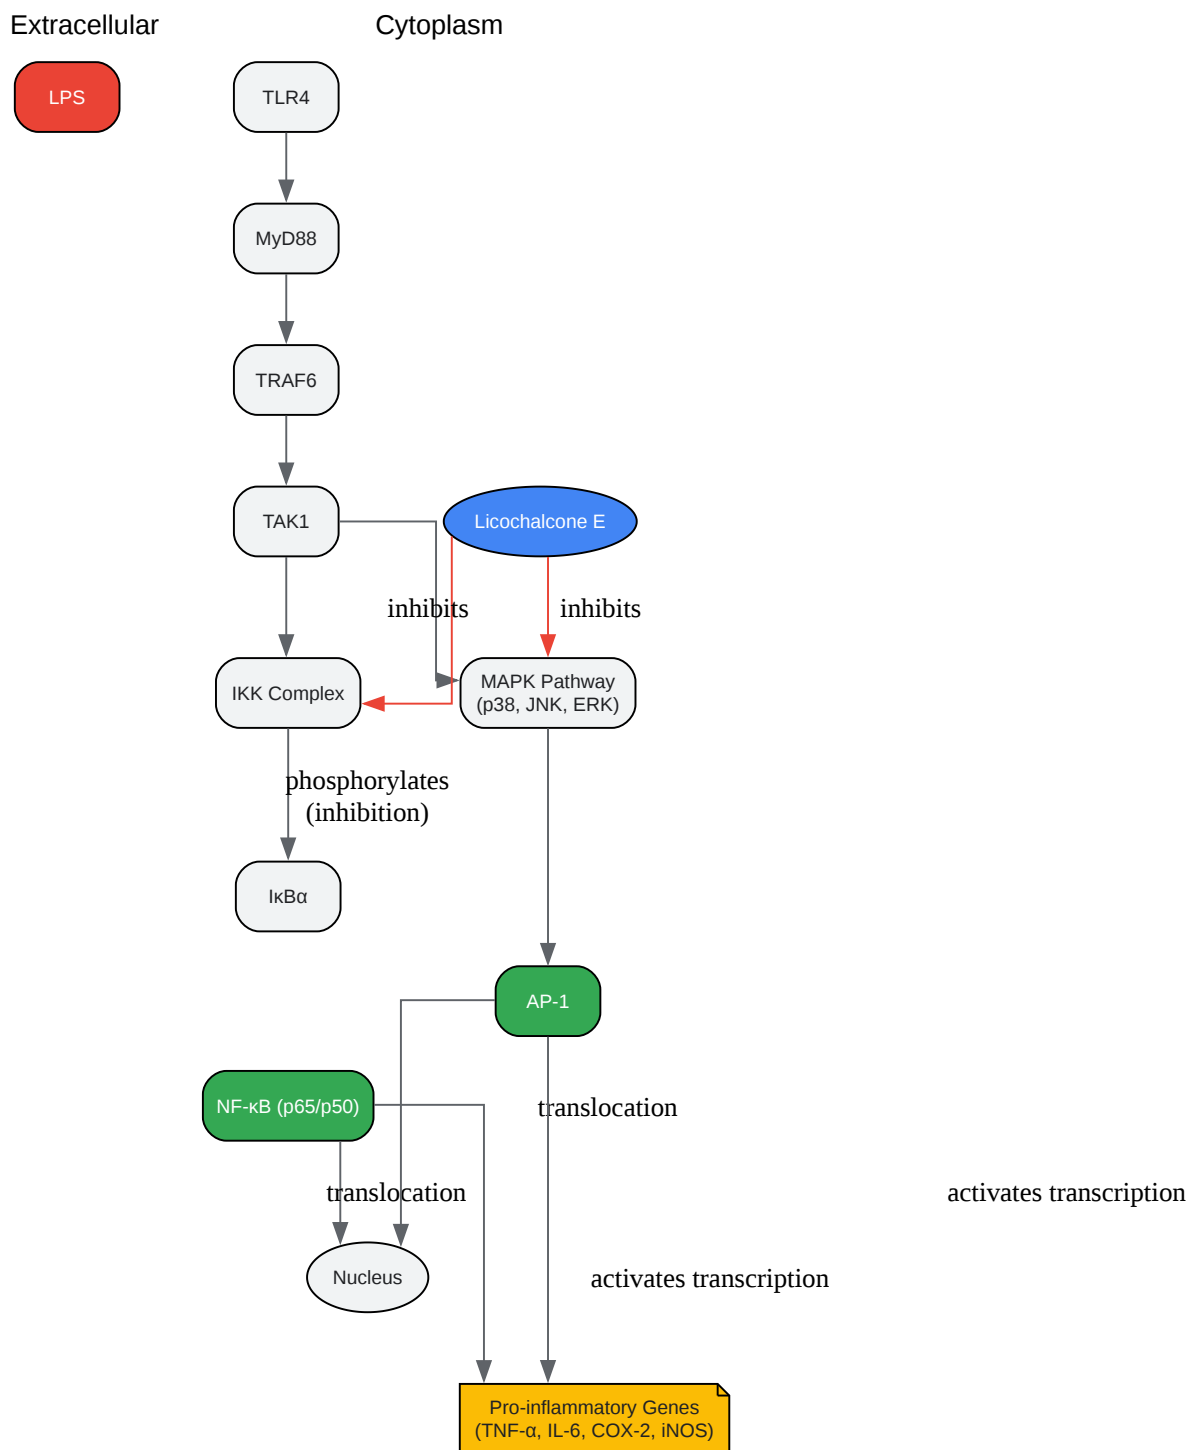 Extracellular
Cytoplasm
LPS
TLR4
MyD88
TRAF6
TAK1
Licochalcone E
inhibits
inhibits
IKK Complex
MAPK Pathway
(p38, JNK, ERK)
phosphorylates
(inhibition)
IκBα
AP-1
NF-κB (p65/p50)
translocation
translocation
activates transcription
Nucleus
activates transcription
Pro-inflammatory Genes
(TNF-α, IL-6, COX-2, iNOS)